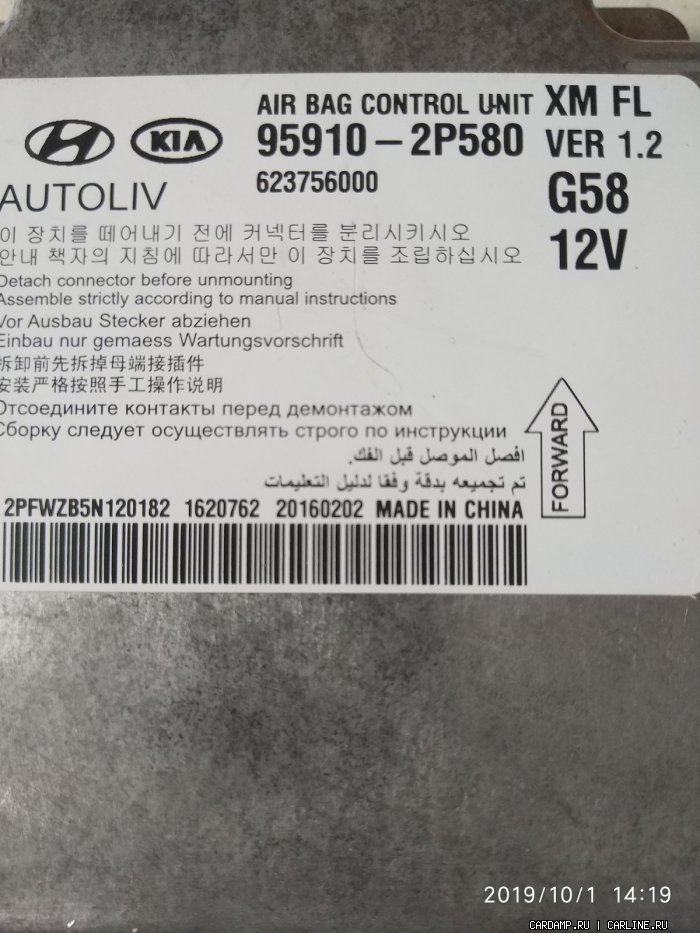 AIR BAG CONTROL UNIT XM FL
KIA 95910-2P580 VER 1.2
AUTOLIV 623756000 G58
이 장치를 떼어내기 전에 커넥터를 분리시키시오
안내 책자의 지침에 따라서만 이 장치를 조립하십시오 12V
Detach connector before unmounting
Assemble strictly according to manual instructions
Vor Ausbau Stecker abziehen
Einbau nur gemaess Wartungsvorschrift
拆卸前先拆掉母端接插件
安装严格按照手工操作说明
Отсоедините контакты перед демонтажом
Сборку следует осуществлять строго по инструкции
افصل الموصل قبل الفك.
تم تجميعه بدقة وفقا لدليل التعليمات
FORWARD
2PFWZB5N120182 1620762 20160202 MADE IN CHINA
2019/10/1 14:19
CARDAMP.RU | CARLINE.RU